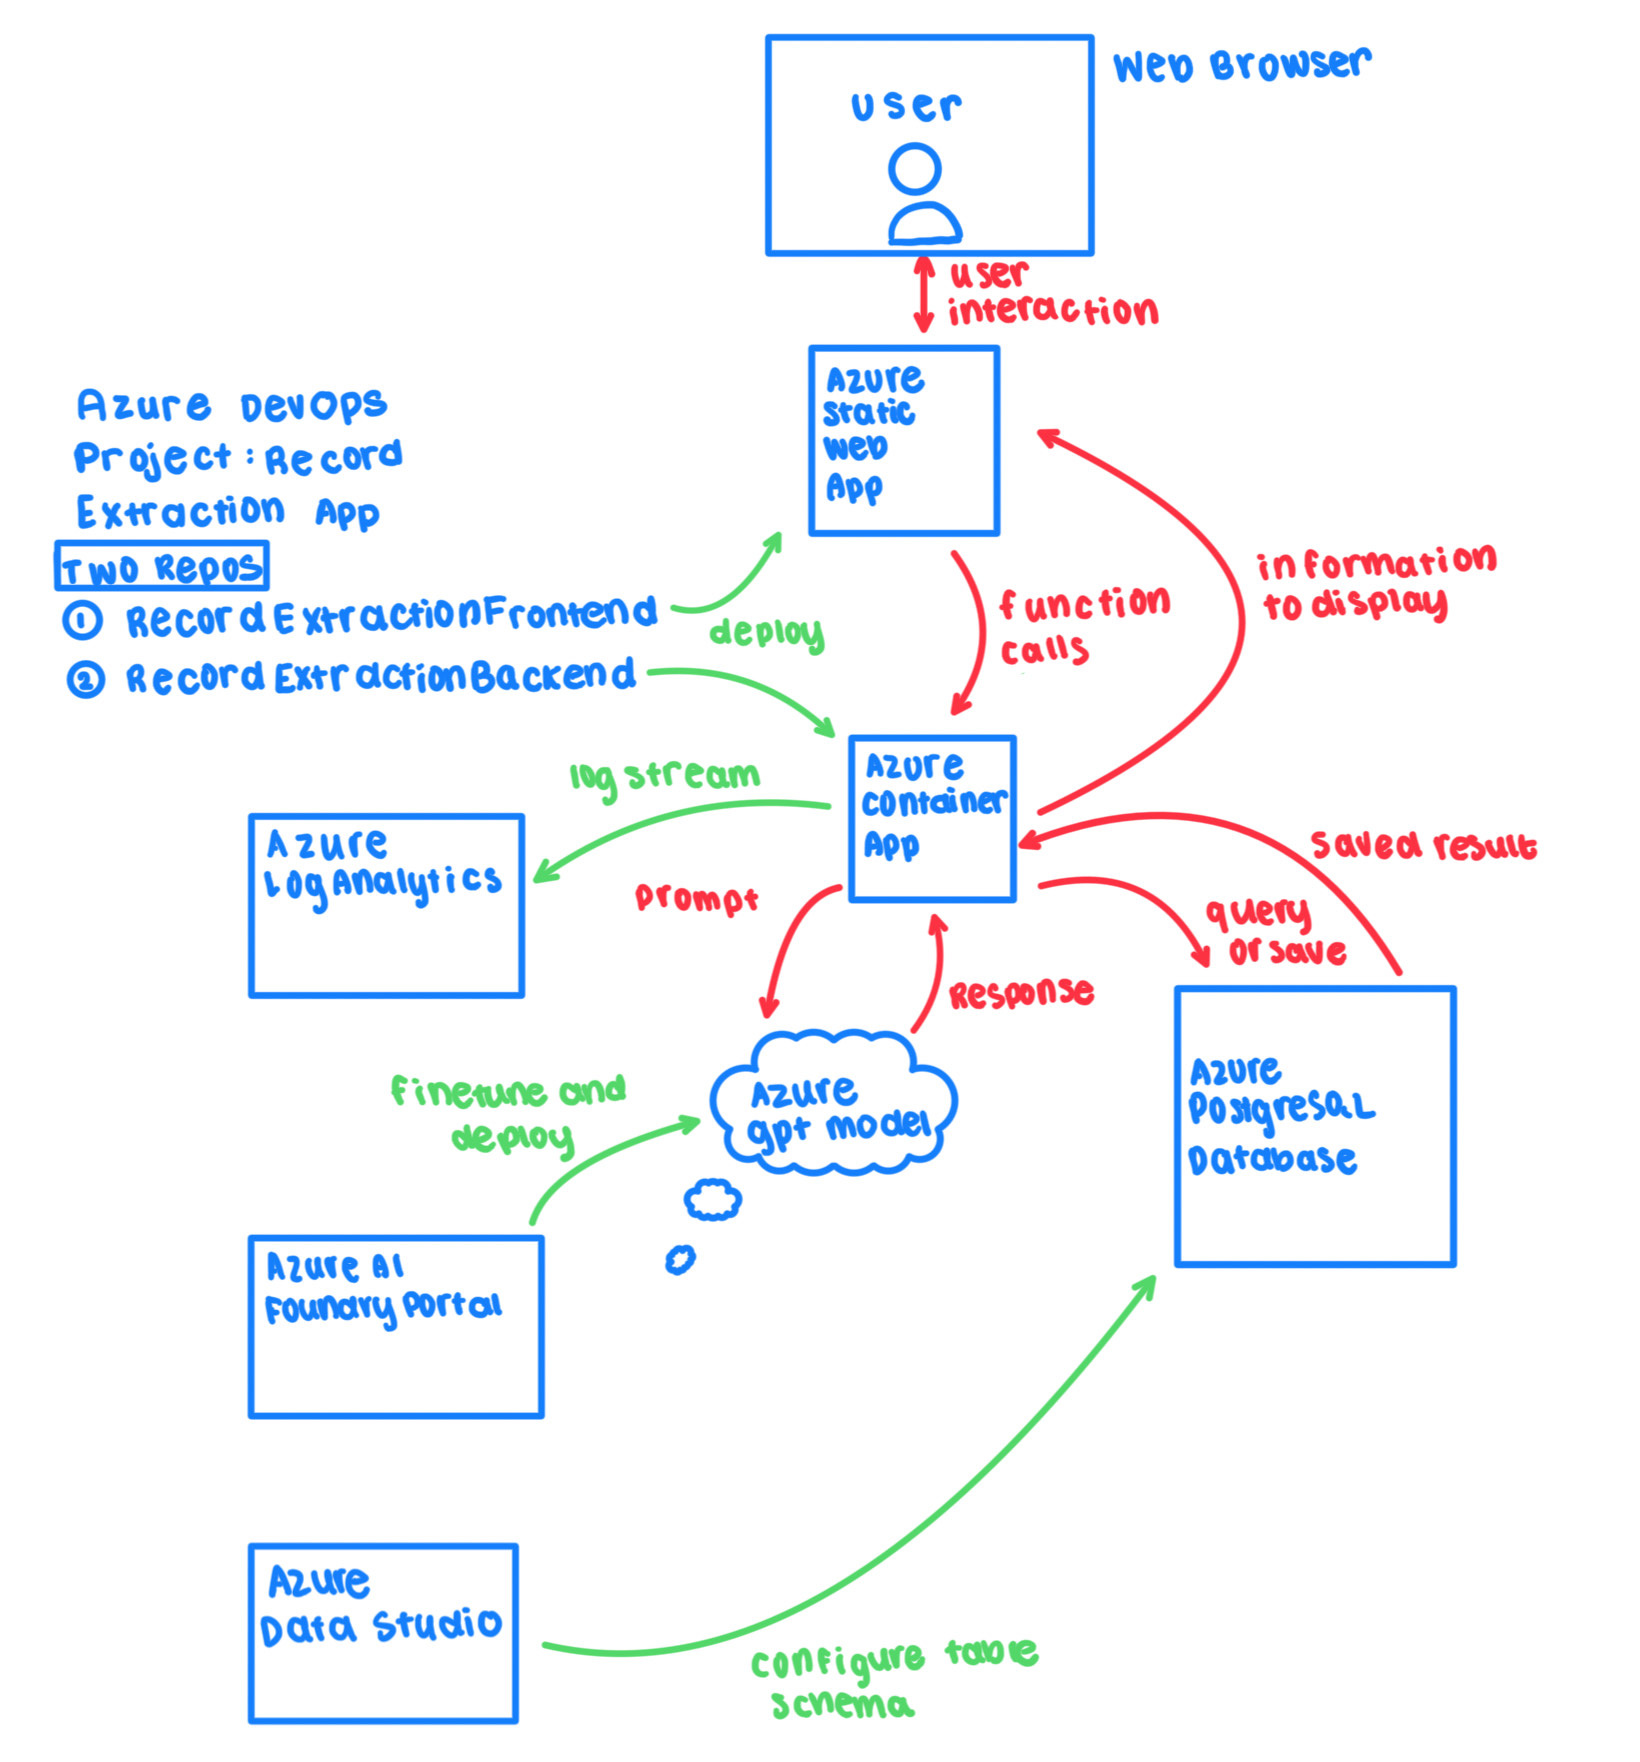 Web Browser
user
user
interaction
Azure
Static
Web
App
Azure DevOps
Project: Record
Extraction App
Two Repos
① RecordExtractionFrontend
② RecordExtractionBackend
deploy
function
calls
information
to display
log stream
Azure
Container
App
Azure
Log Analytics
prompt
Response
saved result
query
or save
Azure
gpt model
finetune and
deploy
Azure
PostgreSQL
Database
Azure AI
Foundry Portal
Azure
Data Studio
configure table
schema